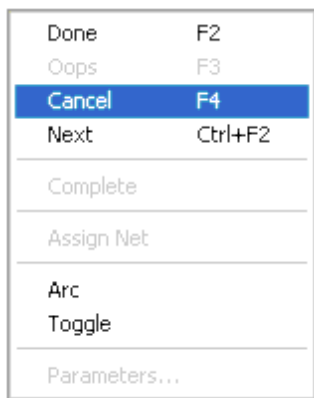 Done F2
Oops F3
Cancel F4
Next Ctrl+F2
Complete
Assign Net
Arc
Toggle
Parameters...